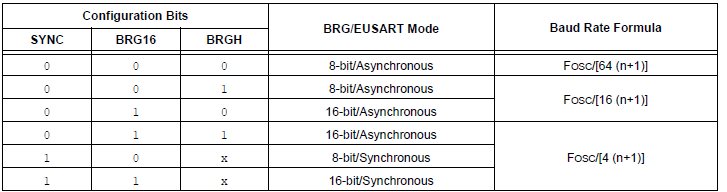 Configuration Bits BRG/EUSART Mode Baud Rate Formula
SYNC BRG16 BRGH
0 0 0 8-bit/Asynchronous Fosc/[64 (n+1)]
0 0 1 8-bit/Asynchronous Fosc/[16 (n+1)]
0 1 0 16-bit/Asynchronous
0 1 1 16-bit/Asynchronous Fosc/[4 (n+1)]
1 0 x 8-bit/Synchronous
1 1 x 16-bit/Synchronous